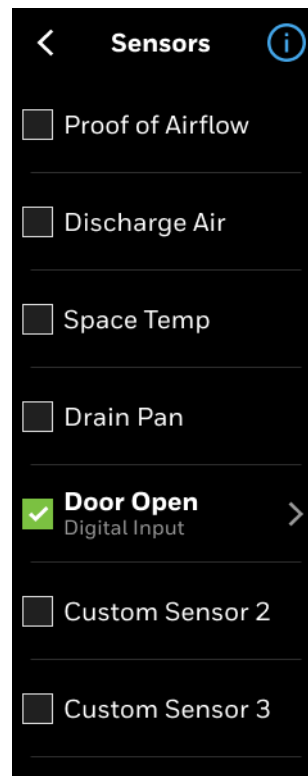 Sensors
Proof of Airflow
Discharge Air
Space Temp
Drain Pan
Door Open
Digital Input
Custom Sensor 2
Custom Sensor 3